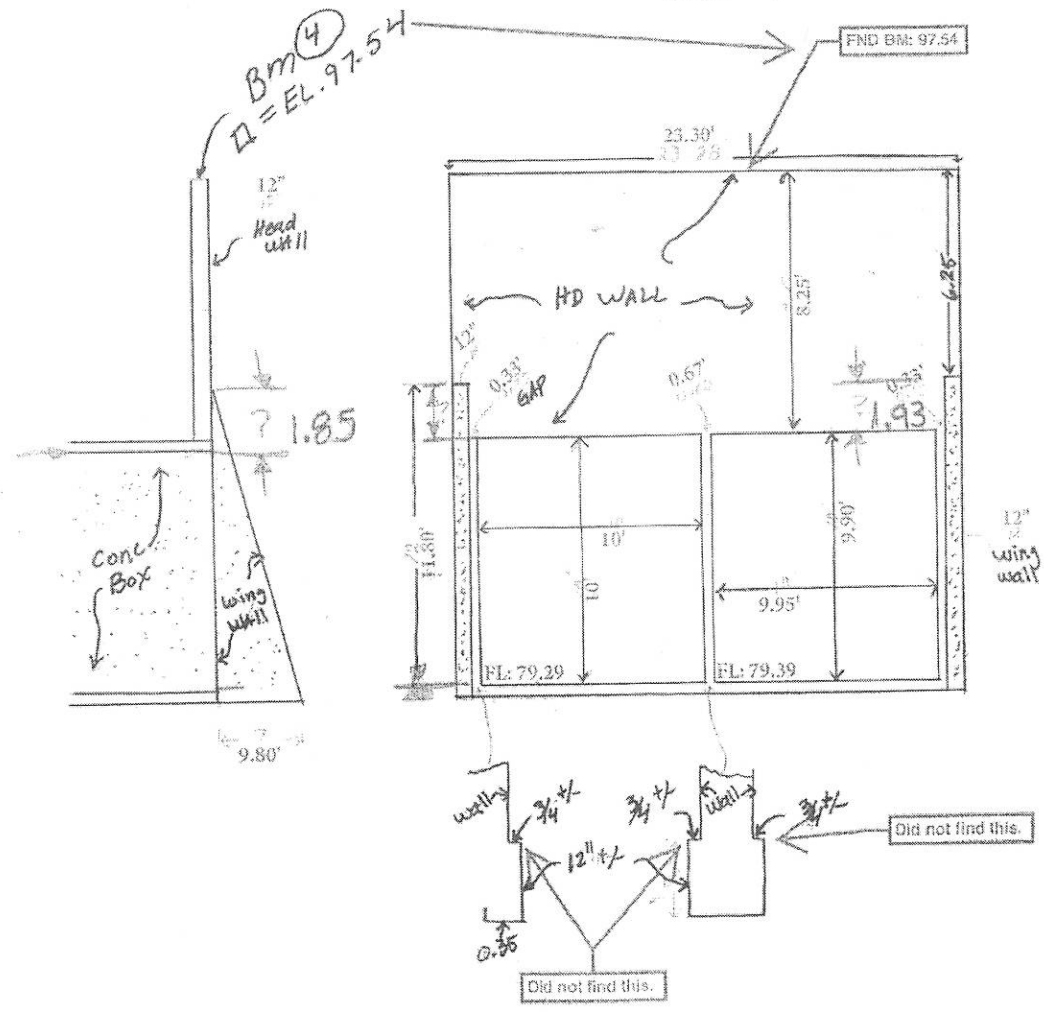 Bm 4
□ = EL. 97.54
FND BM: 97.54
23.30'
12"
Head
wall
HD WALL
8.25'
6.25
12"
0.33'
GAP
0.67'
0.33'
? 1.85
?
1.93
11.80'
10'
10'
9.90'
9.95'
12"
wing
wall
Conc
Box
wing
wall
FL: 79.29
FL: 79.39
?
9.80'
wall
3/4 +/-
3/4 +/-
wall
3/4 +/-
Did not find this.
12" +/-
0.35
Did not find this.